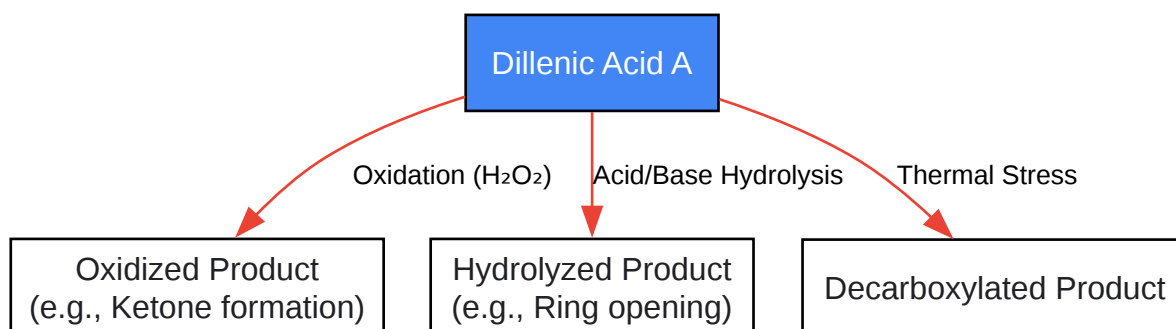 Dillenic Acid A
Oxidation (H₂O₂)
Acid/Base Hydrolysis
Thermal Stress
Oxidized Product
(e.g., Ketone formation)
Hydrolyzed Product
(e.g., Ring opening)
Decarboxylated Product